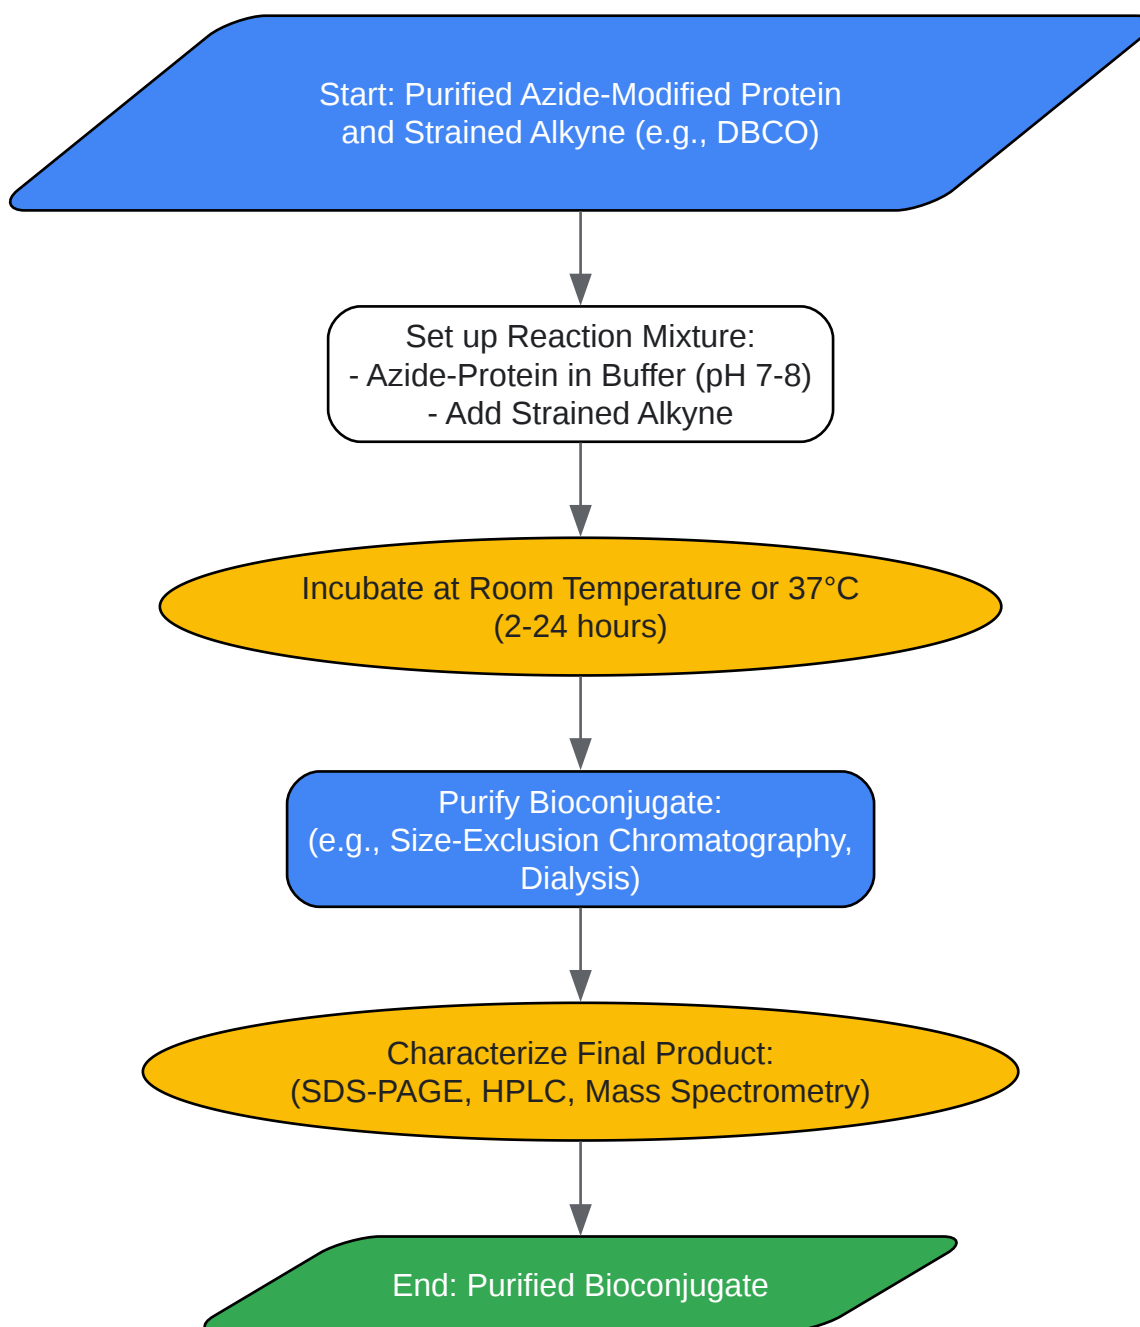 Start: Purified Azide-Modified Protein
and Strained Alkyne (e.g., DBCO)
Set up Reaction Mixture:
- Azide-Protein in Buffer (pH 7-8)
- Add Strained Alkyne
Incubate at Room Temperature or 37°C
(2-24 hours)
Purify Bioconjugate:
(e.g., Size-Exclusion Chromatography,
Dialysis)
Characterize Final Product:
(SDS-PAGE, HPLC, Mass Spectrometry)
End: Purified Bioconjugate